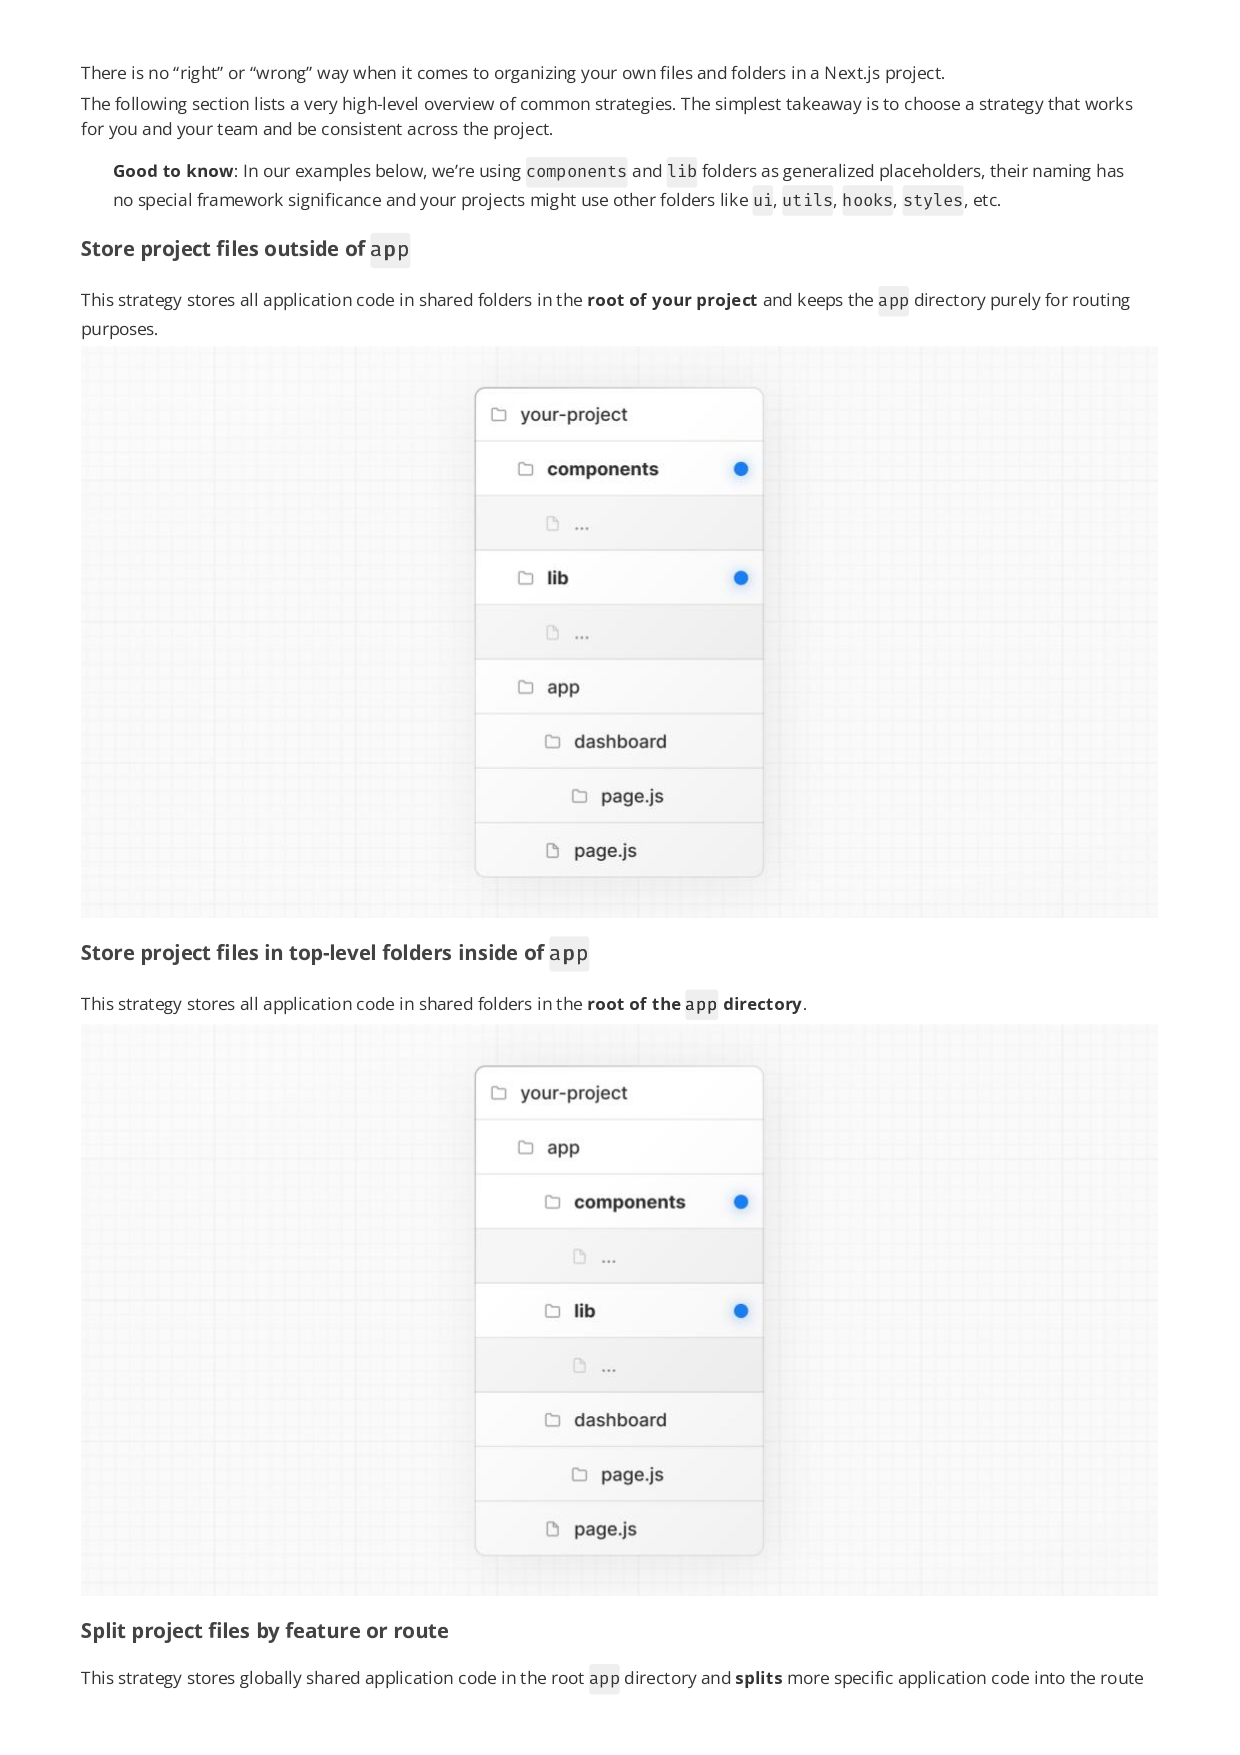 There is no “right” or “wrong” way when it comes to organizing your own files and folders in a Next.js project.
The following section lists a very high-level overview of common strategies. The simplest takeaway is to choose a strategy that works
for you and your team and be consistent across the project.
Good to know: In our examples below, we’re using components and lib folders as generalized placeholders, their naming has
no special framework significance and your projects might use other folders like ui, utils, hooks, styles, etc.
Store project files outside of app
This strategy stores all application code in shared folders in the root of your project and keeps the app directory purely for routing
purposes.
your-project
components
...
lib
...
app
dashboard
page.js
page.js
Store project files in top-level folders inside of app
This strategy stores all application code in shared folders in the root of the app directory.
your-project
app
components
...
lib
...
dashboard
page.js
page.js
Split project files by feature or route
This strategy stores globally shared application code in the root app directory and splits more specific application code into the route